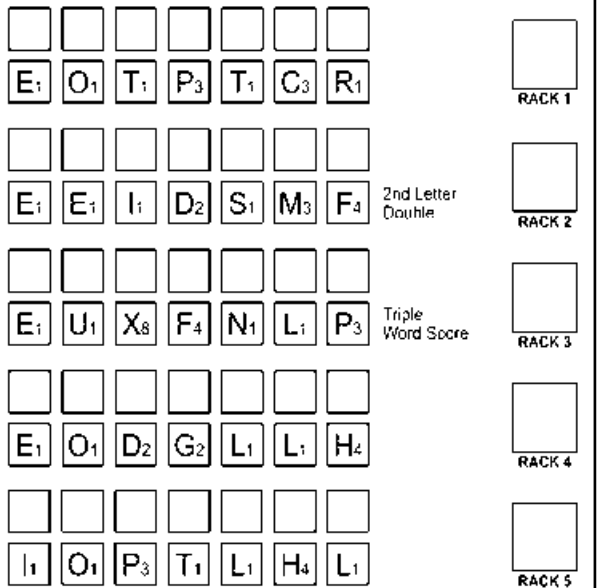 E1 O1 T1 P3 T1 C3 R1
RACK 1
E1 E1 I1 D2 S1 M3 F4
2nd Letter
Double
RACK 2
E1 U1 X8 F4 N1 L1 P3
Triple
Word Score
RACK 3
E1 O1 D2 G2 L1 L1 H4
RACK 4
I1 O1 P3 T1 L1 H4 L1
RACK 5